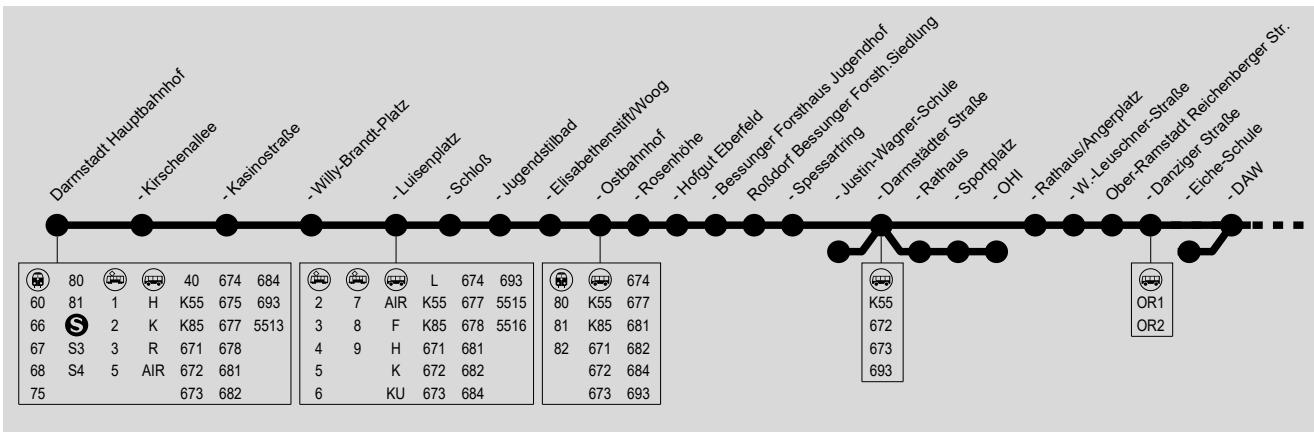 Darmstadt Hauptbahnhof
- Kirschenallee
- Kasinostraße
- Willy-Brandt-Platz
- Luisenplatz
- Schloß
- Jugendstilbad
- Elisabethenstift/Woog
- Ostbahnhof
- Rosenhöhe
- Hofgut Eberfeld
- Bessunger Forsthaus Jugendhof
Roßdorf Bessunger Forsth.Siedlung
- Spessartring
- Justin-Wagner-Schule
- Darmstädter Straße
- Rathaus
- Sportplatz
- OHI
- Rathaus/Angerplatz
- W.-Leuschner-Straße
Ober-Ramstadt Reichenberger Str.
- Danziger Straße
- Eiche-Schule
- DAW
80 40 674 684
60 81 1 H K55 675 693
66 S 2 K K85 677 5513
67 S3 3 R 671 678
68 S4 5 AIR 672 681
75 673 682
L 674 693
2 7 AIR K55 677 5515
3 8 F K85 678 5516
4 9 H 671 681
5 K 672 682
6 KU 673 684
674
80 K55 677
81 K85 681
82 671 682
672 684
673 693
K55
672
673
693
OR1
OR2